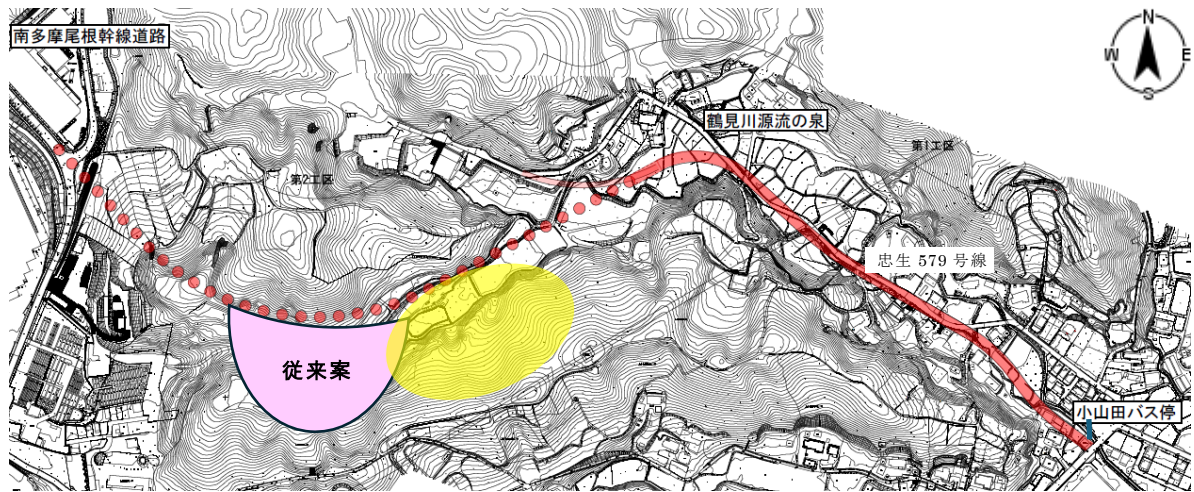 南多摩尾根幹線道路
N
W
E
S
鶴見川源流の泉
第1工区
第2工区
忠生 579 号線
従来案
小山田バス停